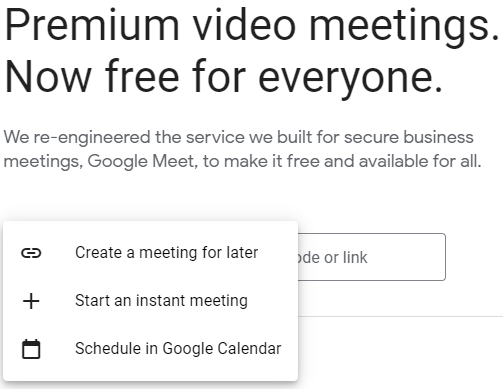 Premium video meetings.
Now free for everyone.
We re-engineered the service we built for secure business
meetings, Google Meet, to make it free and available for all.
Create a meeting for later
or link
Start an instant meeting
Schedule in Google Calendar